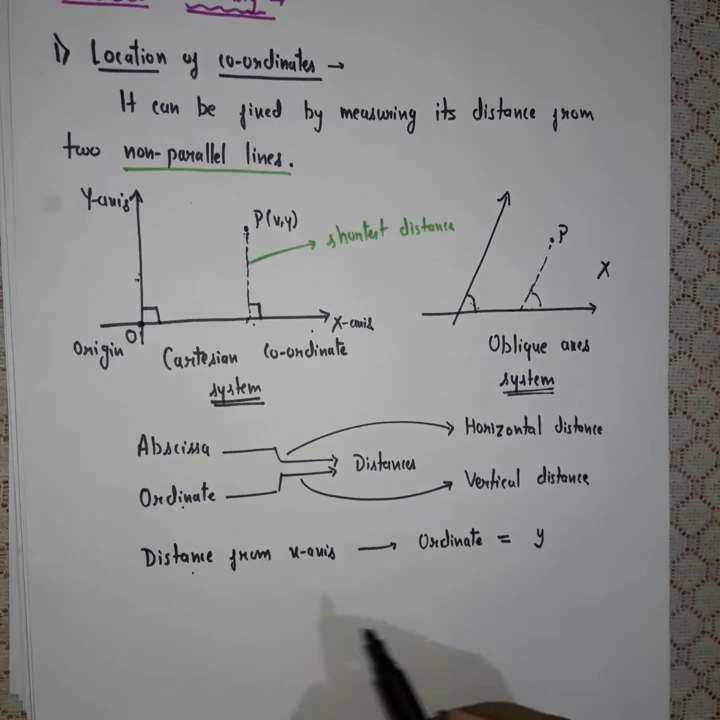 i) Location of co-ordinates →
It can be fixed by measuring its distance from
two non-parallel lines.
Y-axis
P(x,y)
shortest distance
P
X
O
X-axis
Origin
Cartesian co-ordinate
system
Oblique axes
system
Abscissa
Horizontal distance
Distances
Ordinate
Vertical distance
Distance from x-axis → Ordinate = y